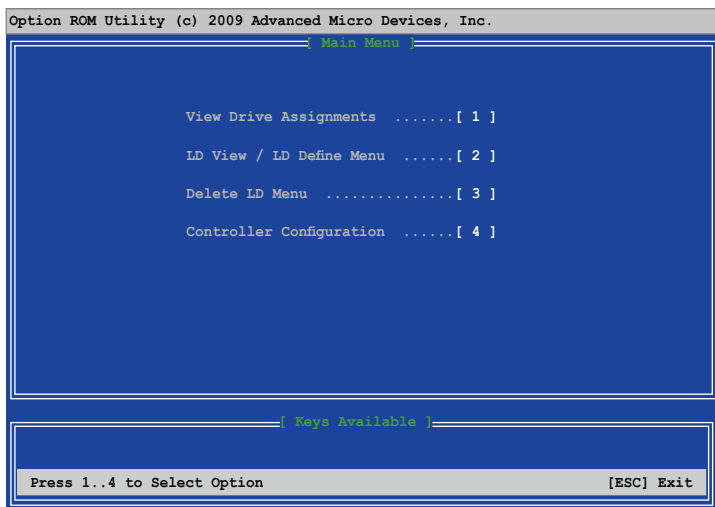 Option ROM Utility (c) 2009 Advanced Micro Devices, Inc.
[ Main Menu ]
View Drive Assignments .......[ 1 ]
LD View / LD Define Menu ......[ 2 ]
Delete LD Menu ...............[ 3 ]
Controller Configuration ......[ 4 ]
[ Keys Available ]
Press 1..4 to Select Option [ESC] Exit